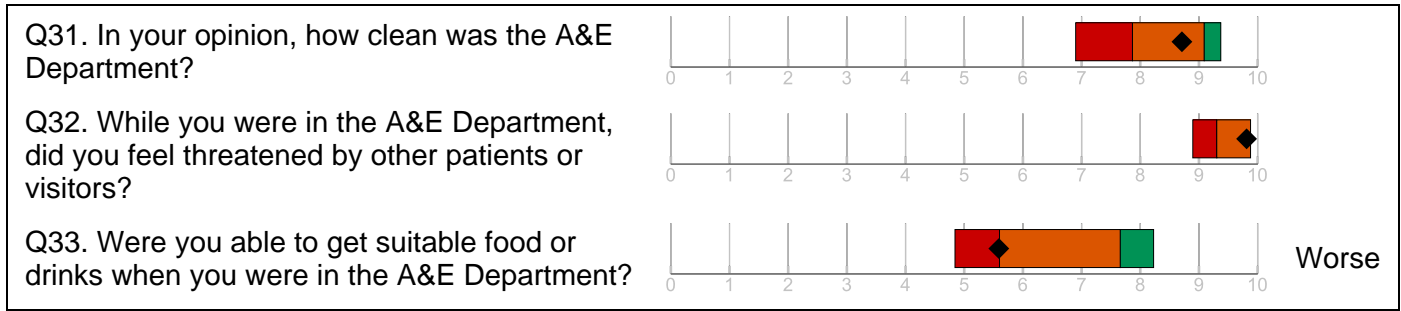 Q31. In your opinion, how clean was the A&E
Department?
0 1 2 3 4 5 6 7 8 9 10
Q32. While you were in the A&E Department,
did you feel threatened by other patients or
visitors?
0 1 2 3 4 5 6 7 8 9 10
Q33. Were you able to get suitable food or
drinks when you were in the A&E Department?
0 1 2 3 4 5 6 7 8 9 10
Worse